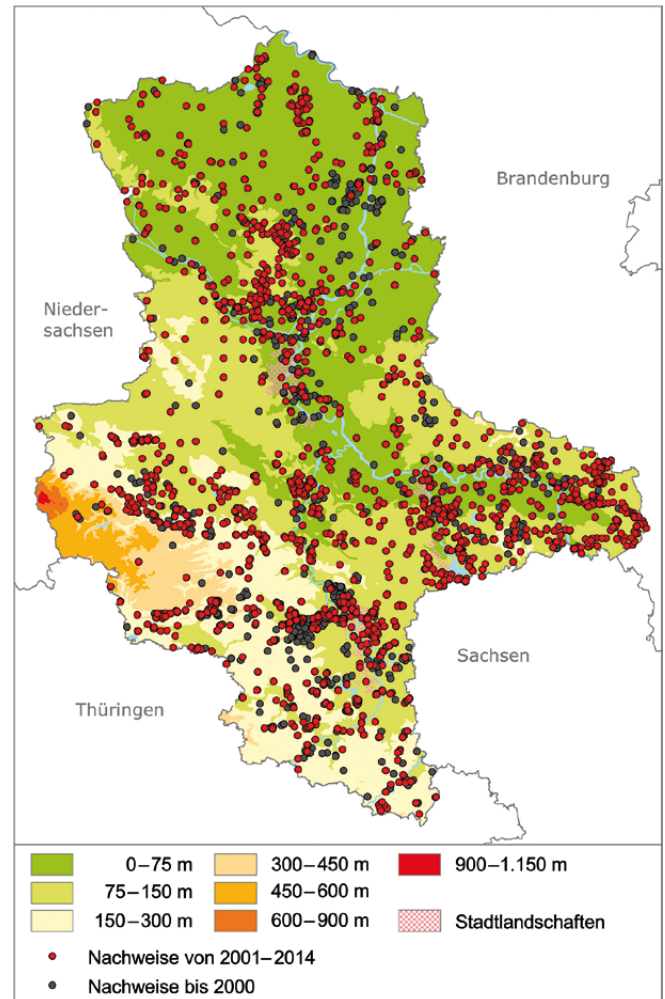 Brandenburg
Nieder-
sachsen
Sachsen
Thüringen
0–75 m
300–450 m
900–1.150 m
75–150 m
450–600 m
150–300 m
600–900 m
Stadtlandschaften
Nachweise von 2001–2014
Nachweise bis 2000